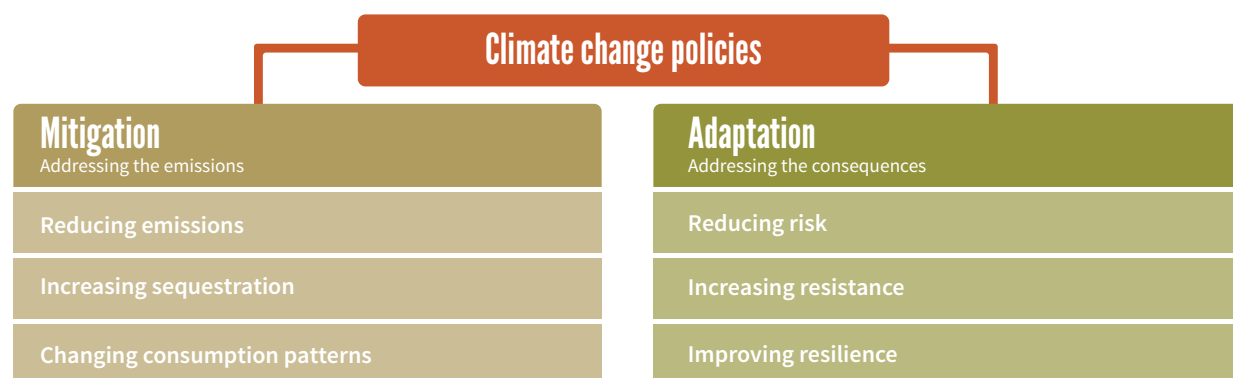 Climate change policies
Mitigation
Addressing the emissions
Reducing emissions
Increasing sequestration
Changing consumption patterns
Adaptation
Addressing the consequences
Reducing risk
Increasing resistance
Improving resilience